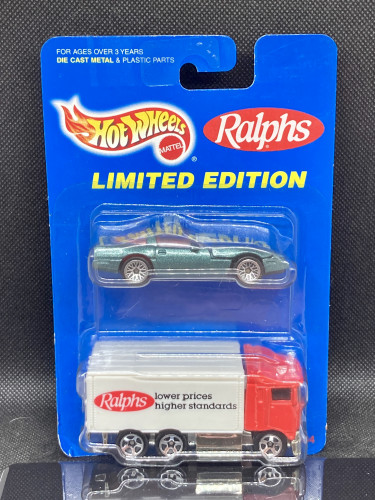 FOR AGES OVER 3 YEARS
DIE CAST METAL & PLASTIC PARTS
Hot Wheels
MATTEL
®
Ralphs
LIMITED EDITION
Ralphs
lower prices
higher standards
4